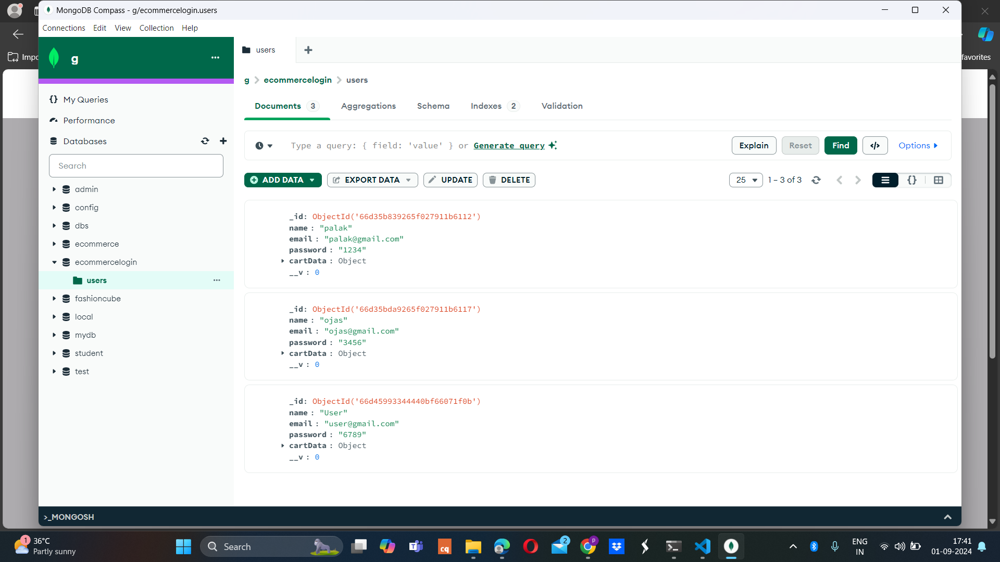 MongoDB Compass - g/ecommercelogin.users
Connections Edit View Collection Help
g
users
favorites
g ecommercelogin users
My Queries
Performance
Databases
Search
admin
config
dbs
ecommerce
ecommercelogin
users
fashioncube
local
mydb
student
test
Documents 3 Aggregations Schema Indexes 2 Validation
Type a query: { field: 'value' } or Generate query
Explain Reset Find </> Options
ADD DATA EXPORT DATA UPDATE DELETE
25 1 – 3 of 3 {}
_id: ObjectId('66d35b839265f027911b6112')
name : "palak"
email : "palak@gmail.com"
password : "1234"
cartData : Object
__v : 0
_id: ObjectId('66d35bda9265f027911b6117')
name : "ojas"
email : "ojas@gmail.com"
password : "3456"
cartData : Object
__v : 0
_id: ObjectId('66d45993344440bf66071f0b')
name : "User"
email : "user@gmail.com"
password : "6789"
cartData : Object
__v : 0
>_MONGOSH
1 36°C
Partly sunny
Search
cq
2
p
ENG
IN
17:41
01-09-2024